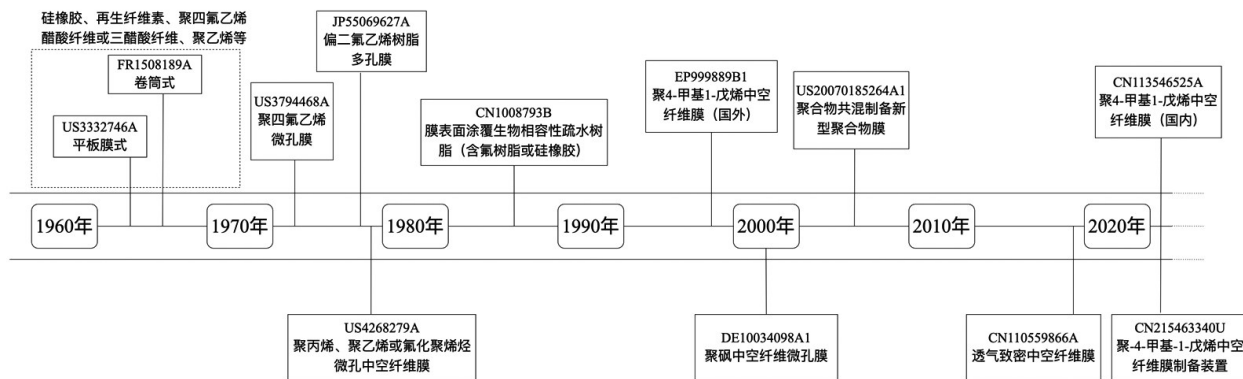 硅橡胶、再生纤维素、聚四氟乙烯
醋酸纤维或三醋酸纤维、聚乙烯等
FR1508189A
卷筒式
US3332746A
平板膜式
US3794468A
聚四氟乙烯
微孔膜
JP55069627A
偏二氟乙烯树脂
多孔膜
CN1008793B
膜表面涂覆生物相容性疏水树
脂（含氟树脂或硅橡胶）
EP999889B1
聚4-甲基1-戊烯中空
纤维膜（国外）
US20070185264A1
聚合物共混制备新
型聚合物膜
CN113546525A
聚4-甲基1-戊烯中空
纤维膜（国内）
1960年
1970年
1980年
1990年
2000年
2010年
2020年
US4268279A
聚丙烯、聚乙烯或氟化聚烯烃
微孔中空纤维膜
DE10034098A1
聚砜中空纤维微孔膜
CN110559866A
透气致密中空纤维膜
CN215463340U
聚-4-甲基-1-戊烯中空
纤维膜制备装置